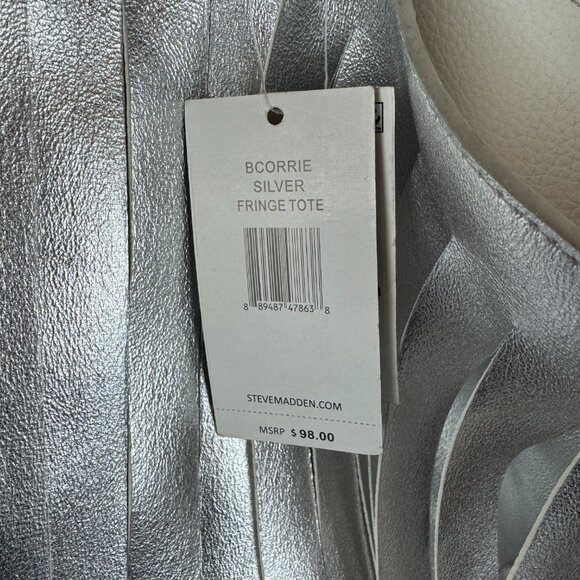 BCORRIE
SILVER
FRINGE TOTE
8 89487 47863 8
STEVEMADDEN.COM
MSRP $ 98.00